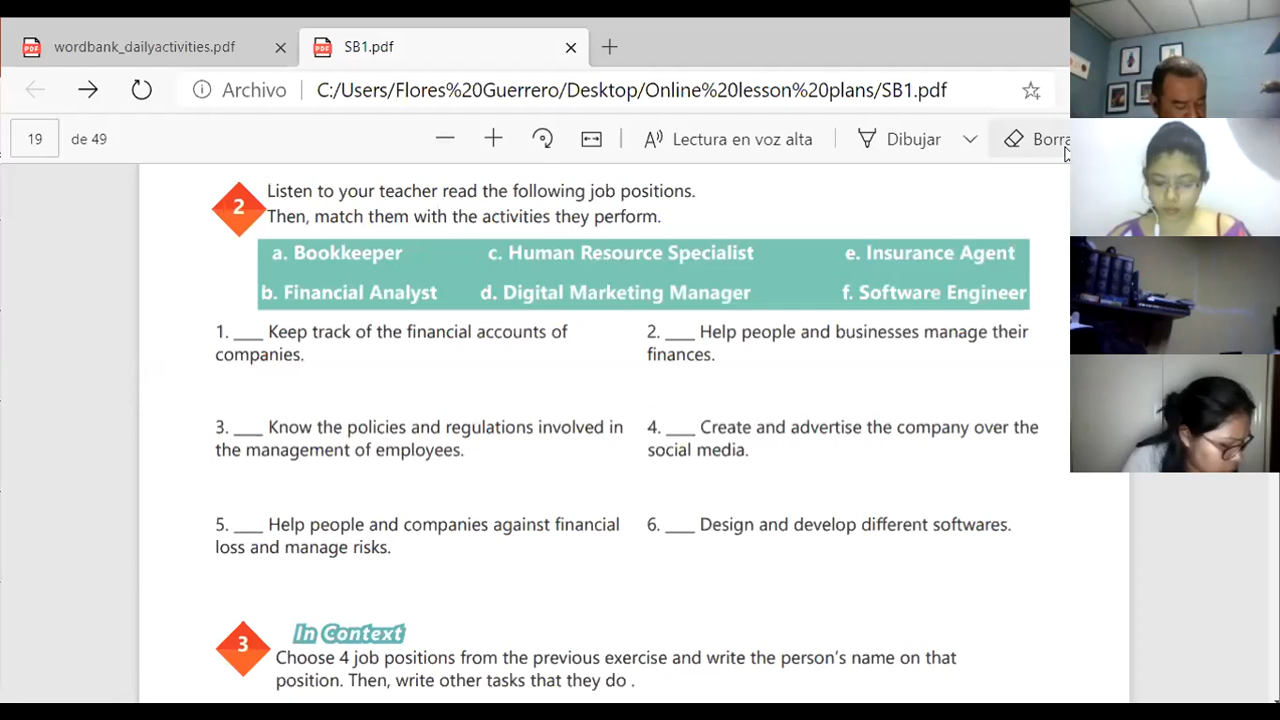 wordbank_dailyactivities.pdf
SB1.pdf
Archivo
C:/Users/Flores%20Guerrero/Desktop/Online%20lesson%20plans/SB1.pdf
19 de 49
Lectura en voz alta
Dibujar
Borra
2
Listen to your teacher read the following job positions.
Then, match them with the activities they perform.
a. Bookkeeper c. Human Resource Specialist e. Insurance Agent
b. Financial Analyst d. Digital Marketing Manager f. Software Engineer
1. ___ Keep track of the financial accounts of
companies.
2. ___ Help people and businesses manage their
finances.
3. ___ Know the policies and regulations involved in
the management of employees.
4. ___ Create and advertise the company over the
social media.
5. ___ Help people and companies against financial
loss and manage risks.
6. ___ Design and develop different softwares.
3
In Context
Choose 4 job positions from the previous exercise and write the person's name on that
position. Then, write other tasks that they do .